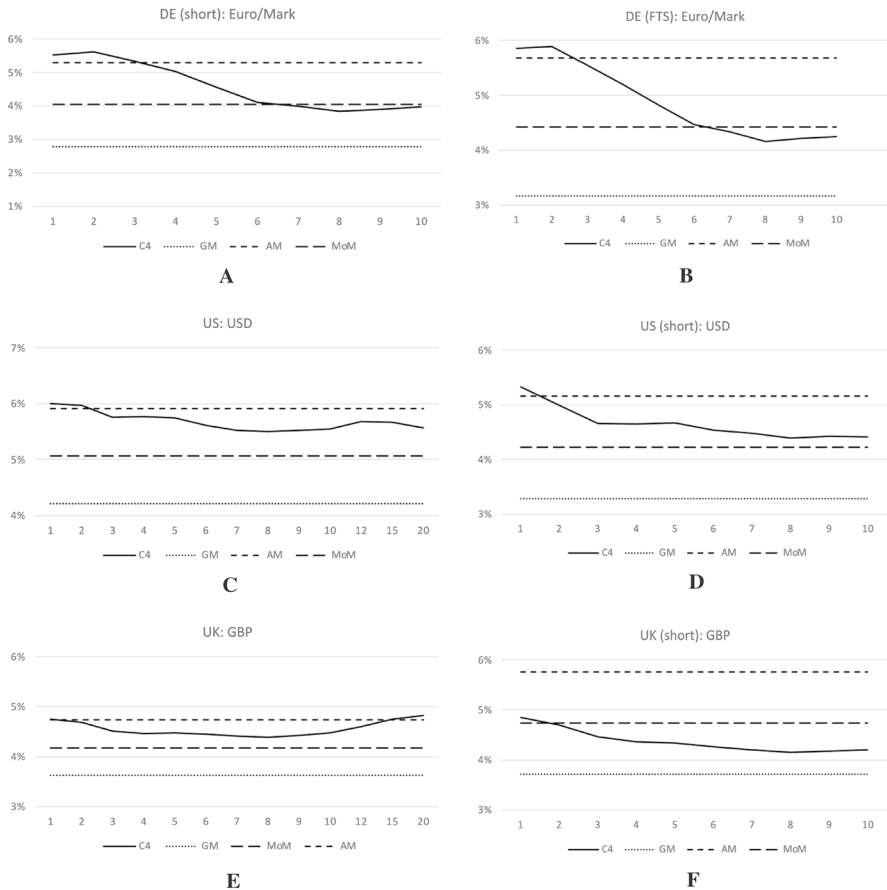 DE (short): Euro/Mark
6%
5%
4%
3%
2%
1%
1 2 3 4 5 6 7 8 9 10
C4 GM AM MoM
A
DE (FTS): Euro/Mark
6%
5%
4%
3%
1 2 3 4 5 6 7 8 9 10
C4 GM AM MoM
B
US: USD
7%
6%
5%
4%
1 2 3 4 5 6 7 8 9 10 12 15 20
C4 GM AM MoM
C
US (short): USD
6%
5%
4%
3%
1 2 3 4 5 6 7 8 9 10
C4 GM AM MoM
D
UK: GBP
6%
5%
4%
3%
1 2 3 4 5 6 7 8 9 10 12 15 20
C4 GM MoM AM
E
UK (short): GBP
6%
5%
4%
3%
1 2 3 4 5 6 7 8 9 10
C4 GM AM MoM
F